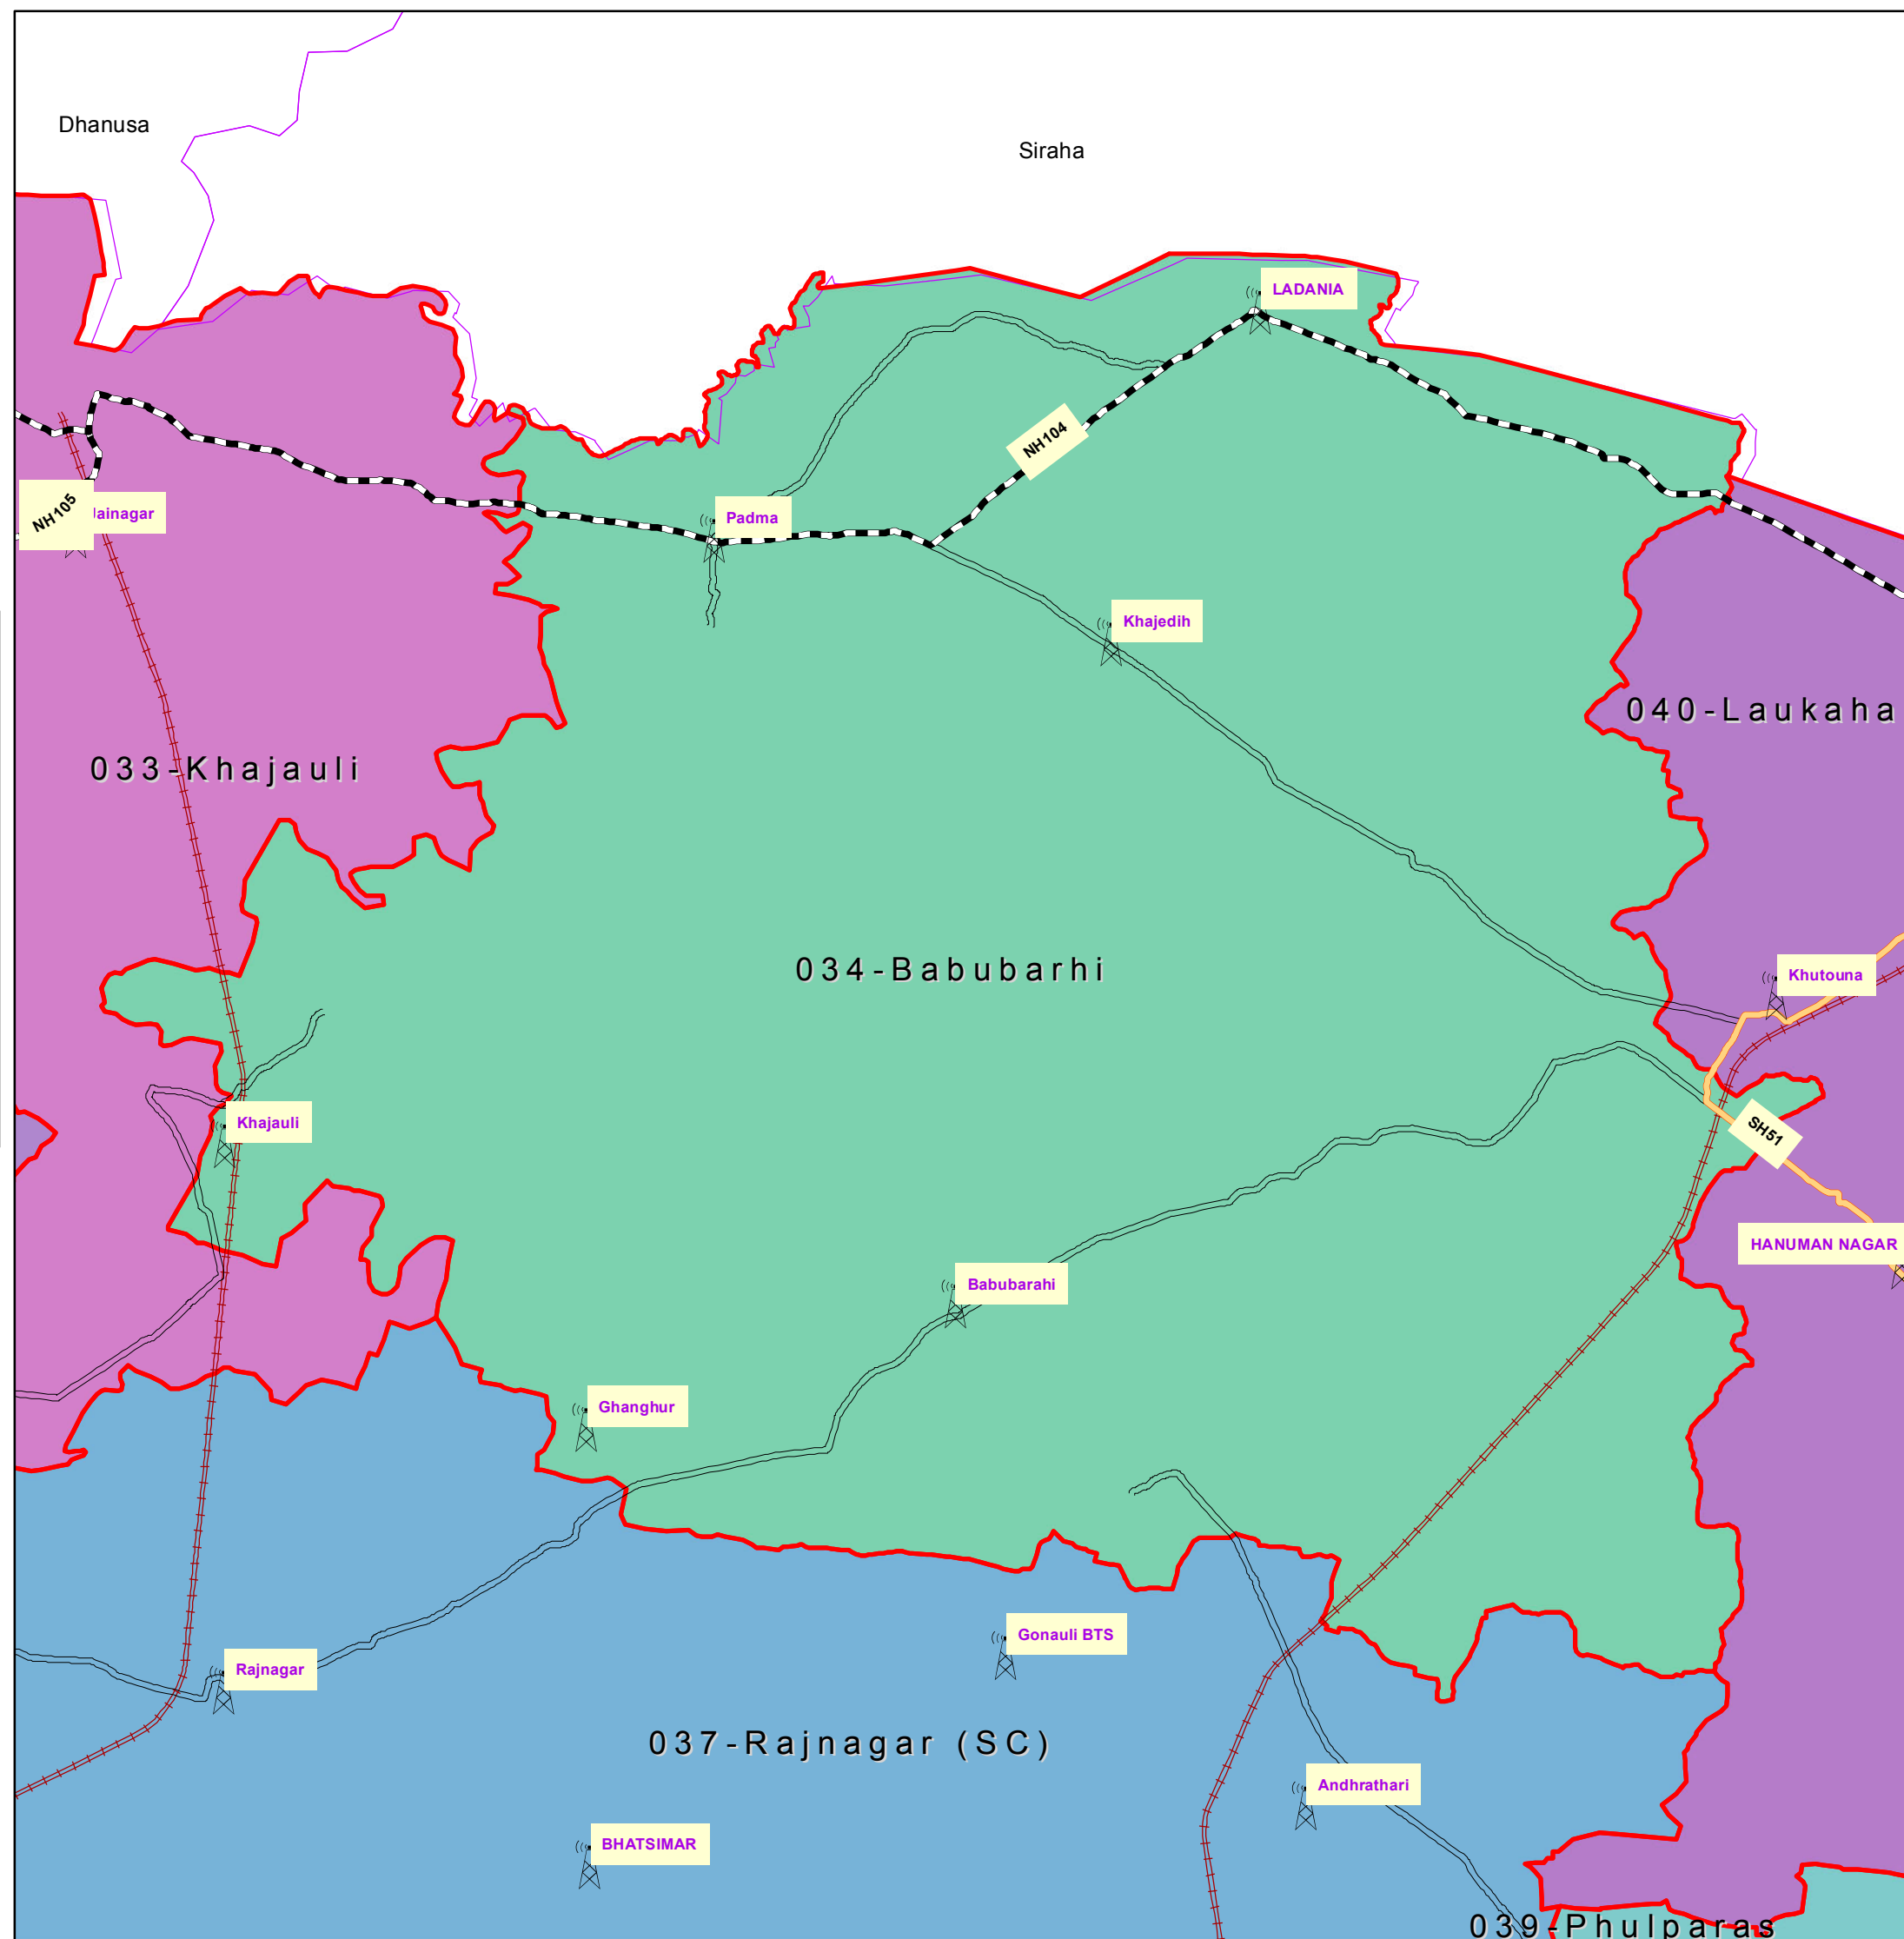 Dhanusa
Siraha
LADANIA
NH104
NH105
Jainagar
Padma
Khajedih
040-Laukaha
033-Khajauli
034-Babubarhi
Khutouna
Khajauli
SH51
HANUMAN NAGAR
Babubarahi
Ghanghur
Gonauli BTS
Rajnagar
037-Rajnagar (SC)
Andhrathari
BHATSIMAR
039-Phulparas